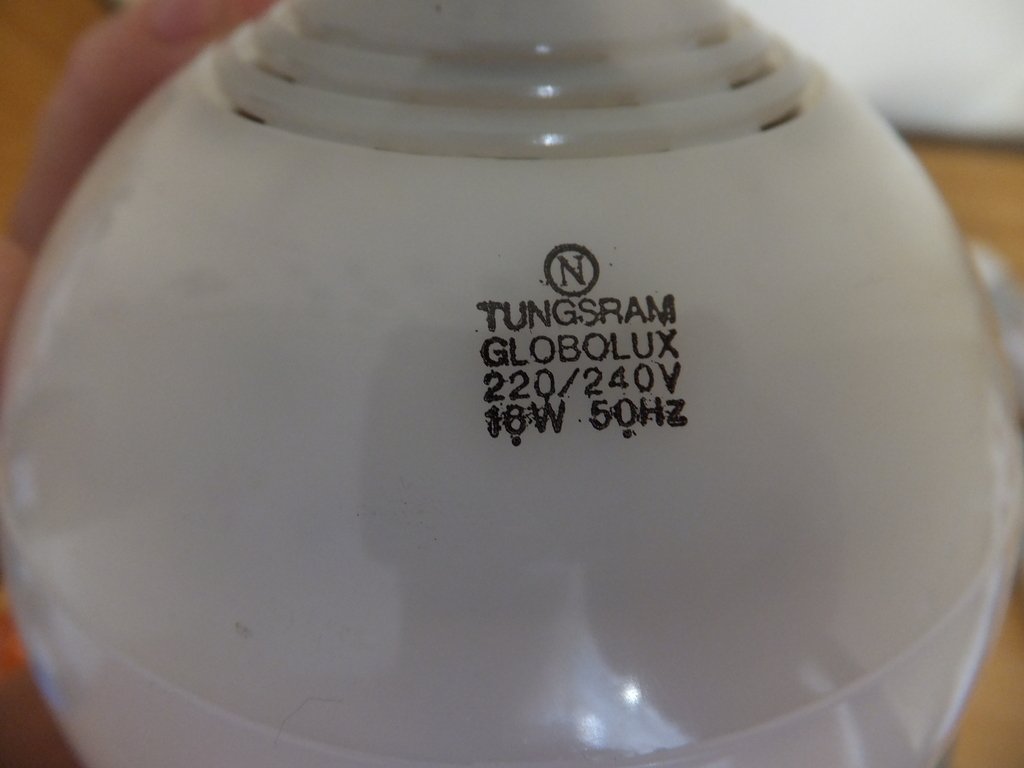 N
TUNGSRAM
GLOBOLUX
220/240V
18W 50Hz